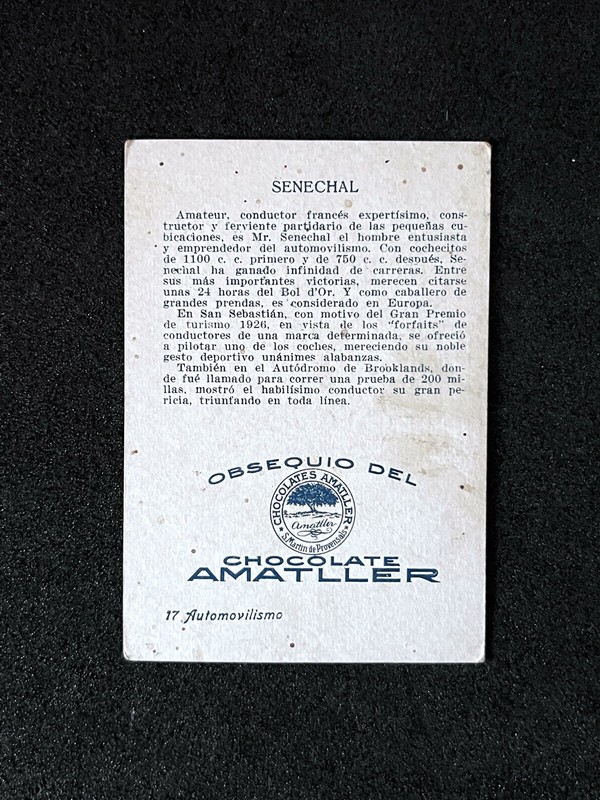 SENECHAL
Amateur, conductor francés expertísimo, cons-
tructor y ferviente partidario de las pequeñas cu-
bicaciones, es Mr. Senechal el hombre entusiasta
y emprendedor del automovilismo. Con cochecitos
de 1100 c. c. primero y de 750 c. c. después, Se-
nechal ha ganado infinidad de carreras. Entre
sus más importantes victorias, merecen citarse
unas 24 horas del Bol d'Or. Y como caballero de
grandes prendas, es considerado en Europa.
En San Sebastián, con motivo del Gran Premio
de turismo 1926, en vista de los "forfaits" de
conductores de una marca determinada, se ofreció
a pilotar uno de los coches, mereciendo su noble
gesto deportivo unánimes alabanzas.
También en el Autódromo de Brooklands, don-
de fué llamado para correr una prueba de 200 mi-
llas, mostró el habilísimo conductor su gran pe-
ricia, triunfando en toda línea.
OBSEQUIO DEL
CHOCOLATES AMATLLER
Amatller
S. Martín de Provensals
CHOCOLATE
AMATLLER
17 Automovilismo